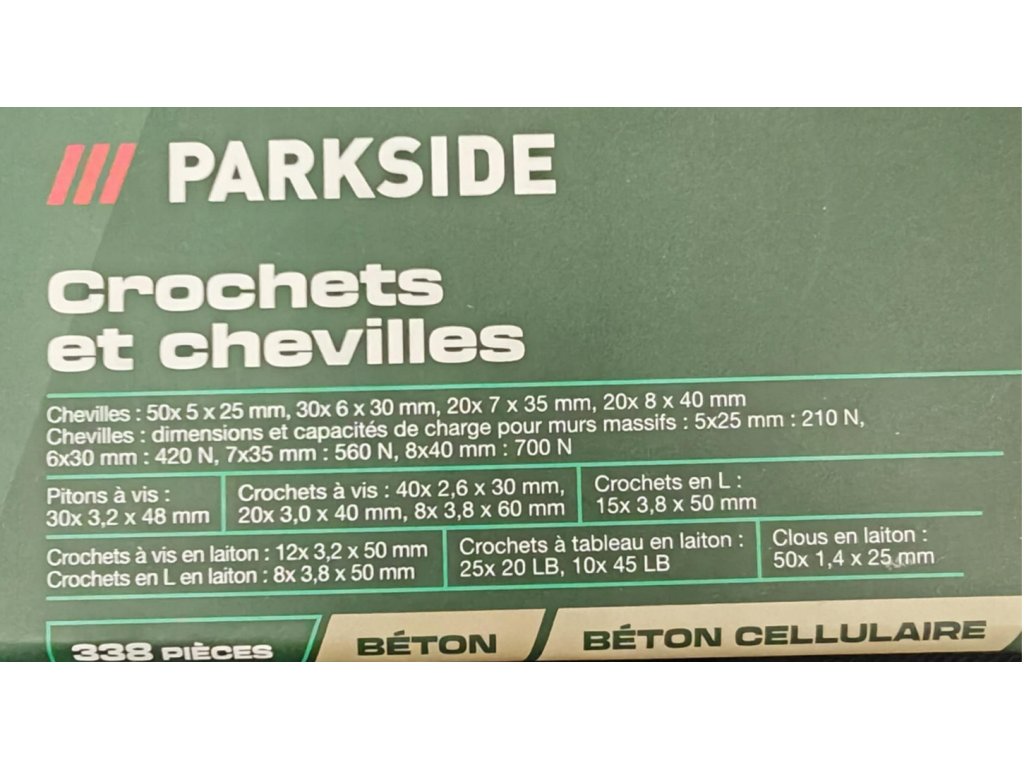 PARKSIDE
Crochets
et chevilles
Chevilles : 50x 5 x 25 mm, 30x 6 x 30 mm, 20x 7 x 35 mm, 20x 8 x 40 mm
Chevilles : dimensions et capacités de charge pour murs massifs : 5x25 mm : 210 N,
6x30 mm : 420 N, 7x35 mm : 560 N, 8x40 mm : 700 N
Pitons à vis :
30x 3,2 x 48 mm
Crochets à vis : 40x 2,6 x 30 mm,
20x 3,0 x 40 mm, 8x 3,8 x 60 mm
Crochets en L :
15x 3,8 x 50 mm
Crochets à vis en laiton : 12x 3,2 x 50 mm
Crochets en L en laiton : 8x 3,8 x 50 mm
Crochets à tableau en laiton :
25x 20 LB, 10x 45 LB
Clous en laiton :
50x 1,4 x 25 mm
338 PIÈCES
BÉTON
BÉTON CELLULAIRE